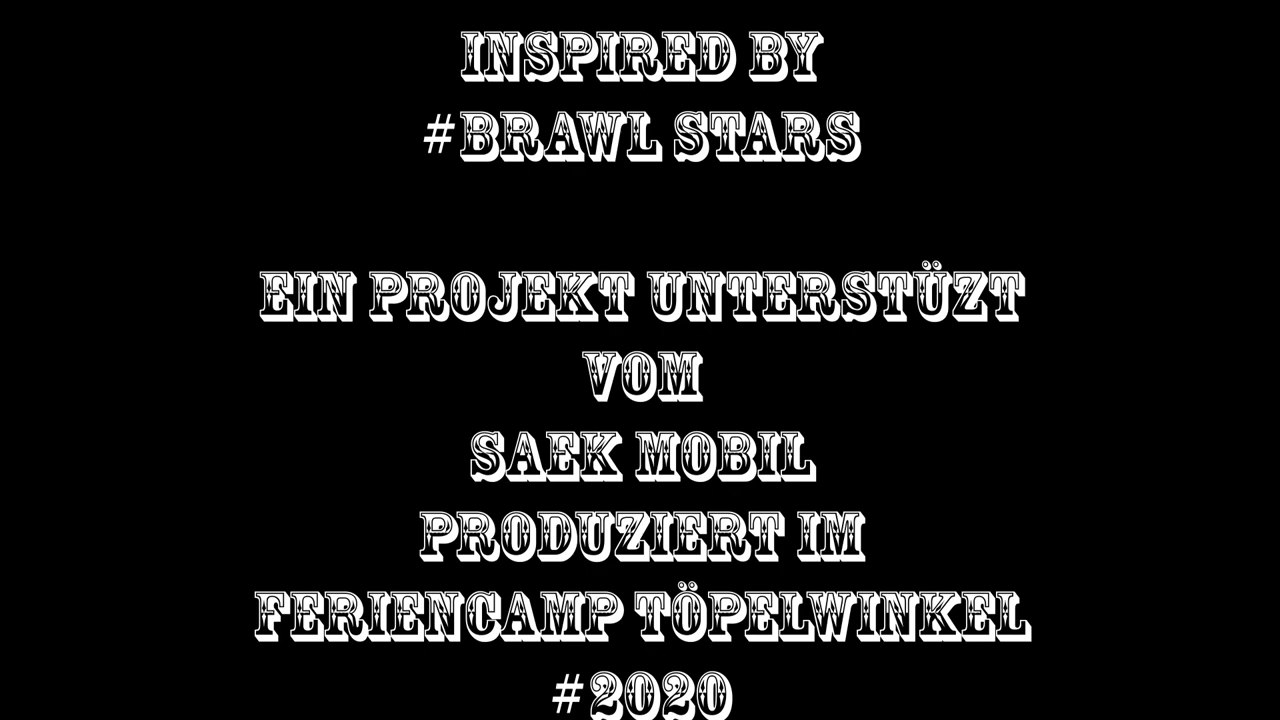 INSPIRED BY
#BRAWL STARS
EIN PROJEKT UNTERSTÜZT
VOM
SAEK MOBIL
PRODUZIERT IM
FERIENCAMP TÖPELWINKEL
#2020